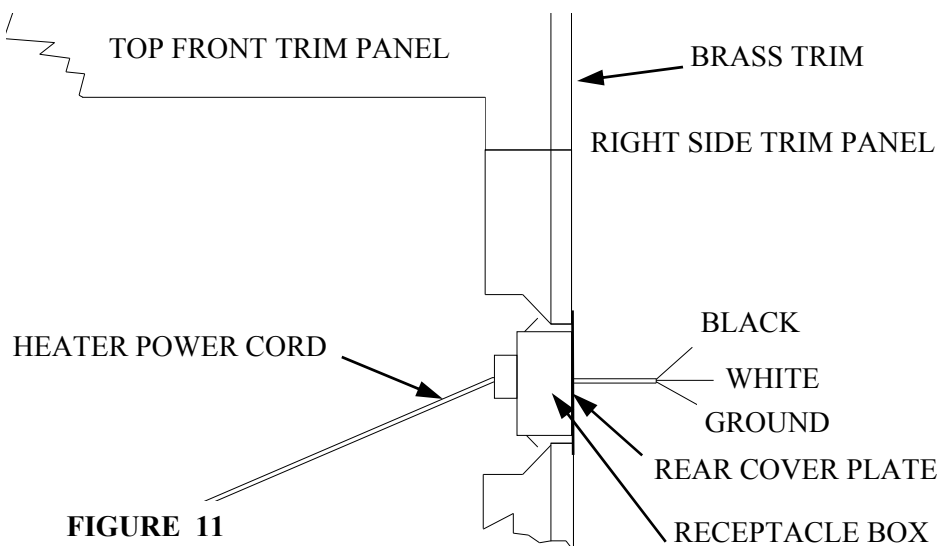 TOP FRONT TRIM PANEL
BRASS TRIM
RIGHT SIDE TRIM PANEL
BLACK
HEATER POWER CORD
WHITE
GROUND
REAR COVER PLATE
FIGURE 11
RECEPTACLE BOX